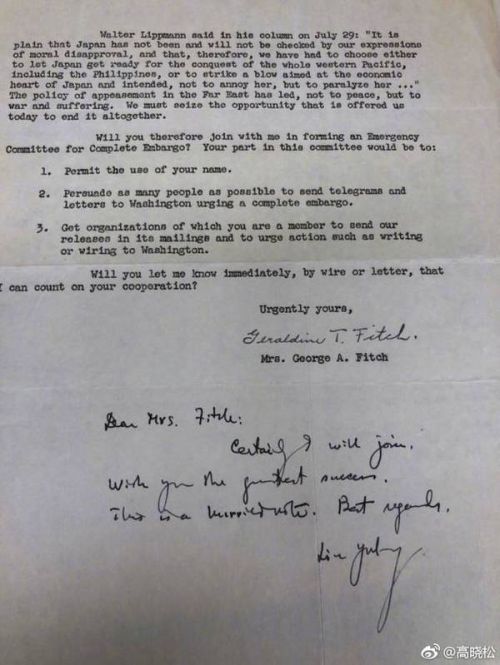 Walter Lippmann said in his column on July 29: "It is
plain that Japan has not been and will not be checked by our expressions
of moral disapproval, and that, therefore, we have had to choose either
to let Japan get ready for the conquest of the whole western Pacific,
including the Philippines, or to strike a blow aimed at the economic
heart of Japan and intended, not to annoy her, but to paralyze her ..."
The policy of appeasement in the Far East has led, not to peace, but to
war and suffering. We must seize the opportunity that is offered us
today to end it altogether.
Will you therefore join with me in forming an Emergency
Committee for Complete Embargo? Your part in this committee would be to:
1. Permit the use of your name.
2. Persuade as many people as possible to send telegrams and
letters to Washington urging a complete embargo.
3. Get organizations of which you are a member to send our
releases in its mailings and to urge action such as writing
or wiring to Washington.
Will you let me know immediately, by wire or letter, that
I can count on your cooperation?
Urgently yours,
Geraldine T. Fitch.
Mrs. George A. Fitch
Dear Mrs. Fitch:
Certainly I will join.
Wish you the greatest success.
This is a hurried note. Best regards.
Lin Yutang
@高晓松